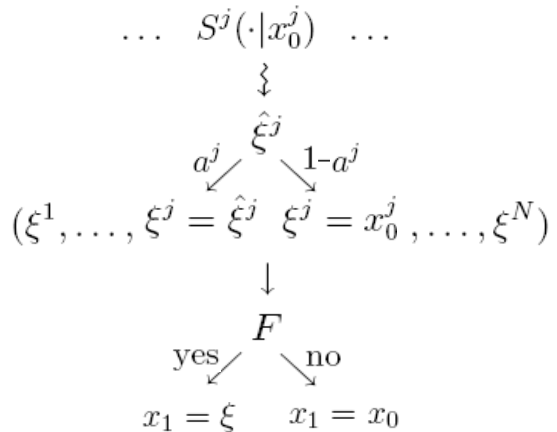 ... S^j(·|x_0^j) ...
ξ̂^j
a^j 1-a^j
(ξ^1, ..., ξ^j = ξ̂^j ξ^j = x_0^j , ..., ξ^N)
F
yes no
x_1 = ξ x_1 = x_0